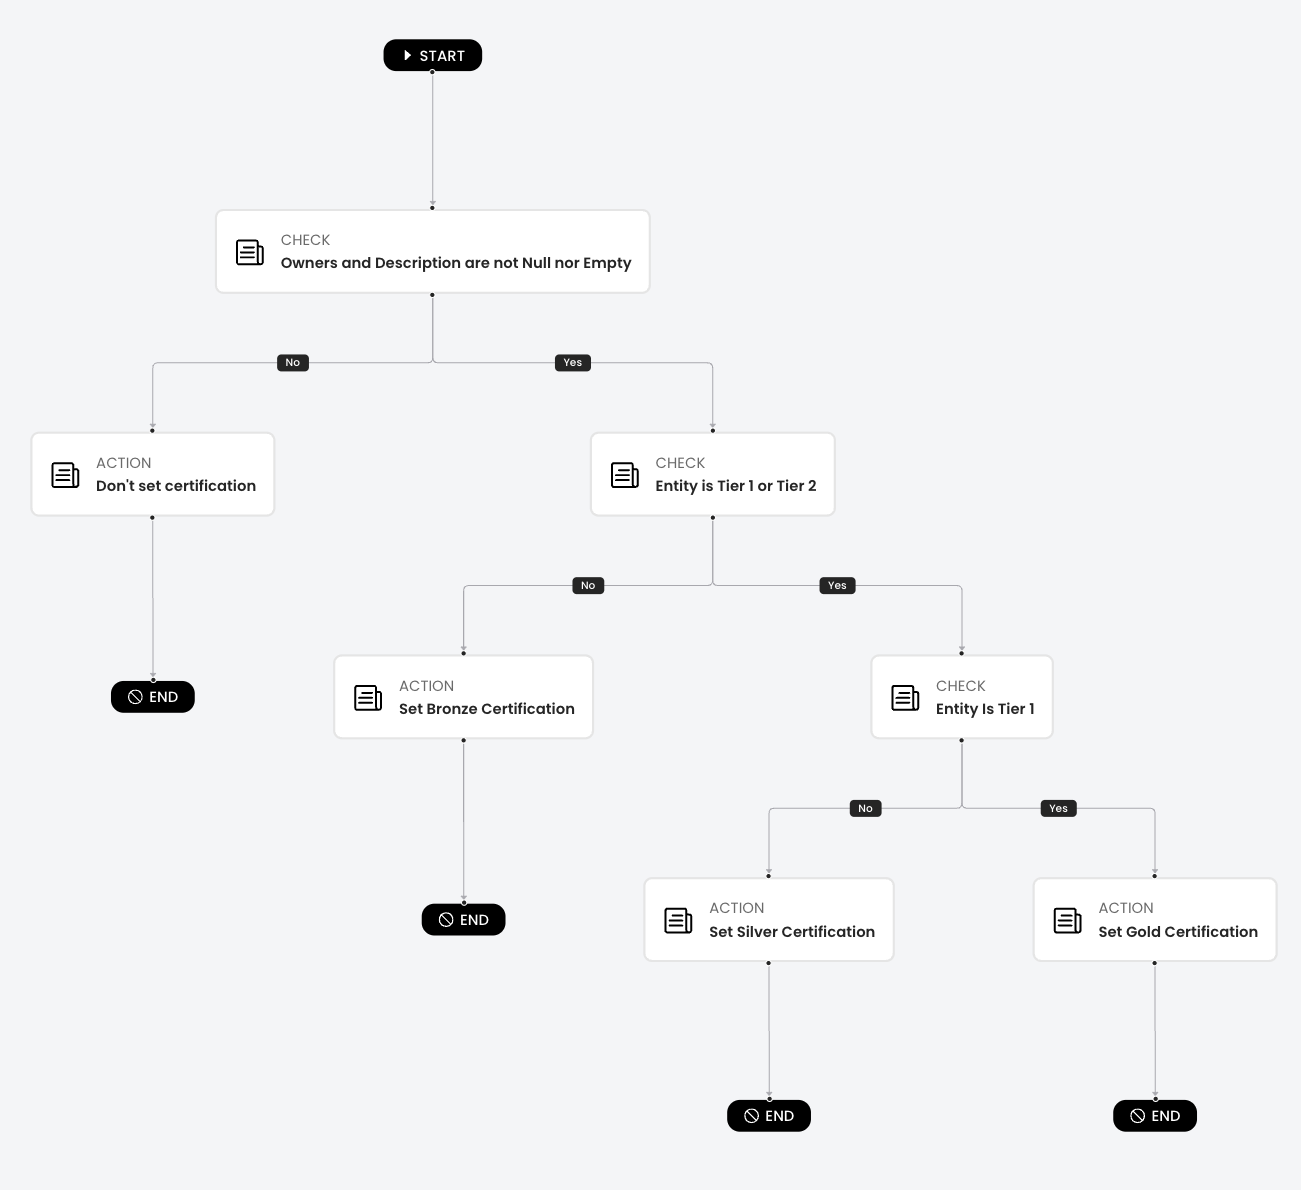 START
CHECK
Owners and Description are not Null nor Empty
No
Yes
ACTION
Don't set certification
CHECK
Entity is Tier 1 or Tier 2
No
Yes
END
ACTION
Set Bronze Certification
CHECK
Entity Is Tier 1
No
Yes
END
ACTION
Set Silver Certification
ACTION
Set Gold Certification
END
END